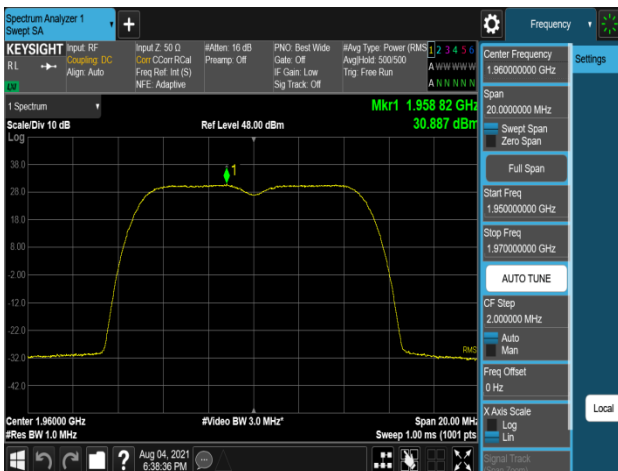 Spectrum Analyzer 1
Swept SA
Frequency
KEYSIGHT
RL
LW
Input: RF
Coupling: DC
Align: Auto
Input Z: 50 Ω
Corr CCorr RCal
Freq Ref: Int (S)
NFE: Adaptive
#Atten: 16 dB
Preamp: Off
PNO: Best Wide
Gate: Off
IF Gain: Low
Sig Track: Off
#Avg Type: Power (RMS
Avg|Hold: 500/500
Trig: Free Run
1 2 3 4 5 6
A WW WW W
A N N N N N
1 Spectrum
Scale/Div 10 dB
Ref Level 48.00 dBm
Mkr1 1.958 82 GHz
30.887 dBm
Log
38.0
28.0
18.0
8.00
-2.00
-12.0
-22.0
-32.0
-42.0
1
RMS
Center 1.96000 GHz
#Res BW 1.0 MHz
#Video BW 3.0 MHz*
Span 20.00 MHz
Sweep 1.00 ms (1001 pts
Aug 04, 2021
6:38:36 PM
Center Frequency
1.960000000 GHz
Span
20.0000000 MHz
Swept Span
Zero Span
Full Span
Start Freq
1.950000000 GHz
Stop Freq
1.970000000 GHz
AUTO TUNE
CF Step
2.000000 MHz
Auto
Man
Freq Offset
0 Hz
X Axis Scale
Log
Lin
Signal Track
Settings
Local